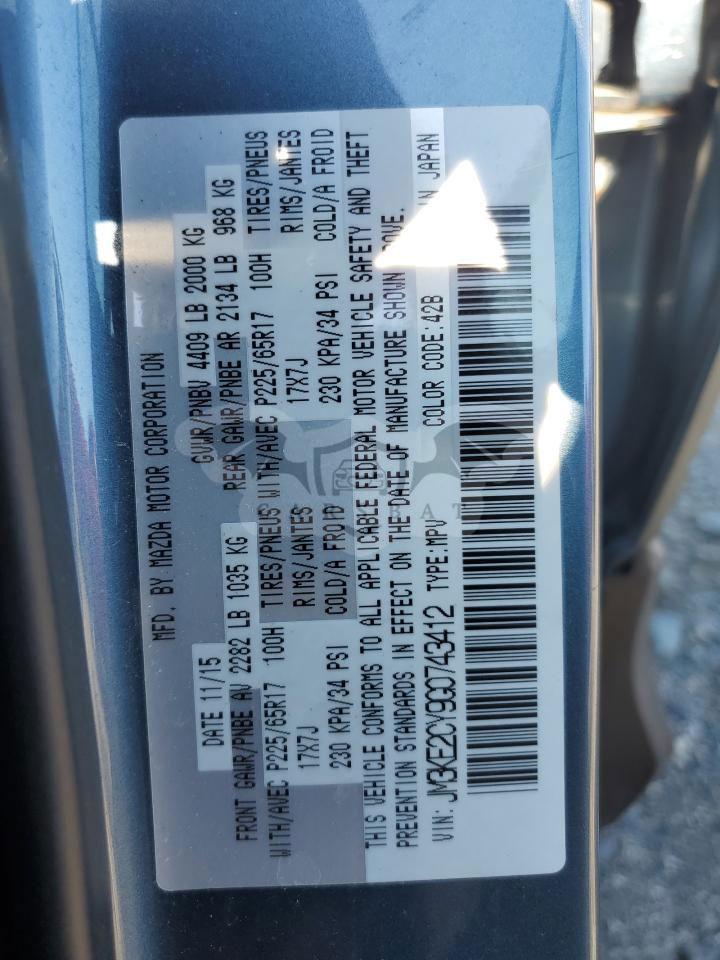 MFD. BY MAZDA MOTOR CORPORATION
DATE 11/15 GVWR/PNBV 4409 LB 2000 KG
FRONT GAWR/PNBE AV 2282 LB 1035 KG REAR GAWR/PNBE AR 2134 LB 968 KG
WITH/AVEC P225/65R17 100H TIRES/PNEUS WITH/AVEC P225/65R17 100H TIRES/PNEUS
17X7J RIMS/JANTES 17X7J RIMS/JANTES
230 KPA/34 PSI COLD/A FROID 230 KPA/34 PSI COLD/A FROID
THIS VEHICLE CONFORMS TO ALL APPLICABLE FEDERAL MOTOR VEHICLE SAFETY AND THEFT
PREVENTION STANDARDS IN EFFECT ON THE DATE OF MANUFACTURE SHOWN
VIN: JM3KE2CY9G0743412 TYPE:MPV COLOR CODE:42B JAPAN